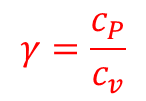 γ = c_P / c_v